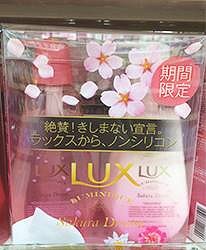 期間
限定
絶賛！きしまない宣言。
ラックスから、ノンシリコン
LUX LUX LUX
LUMINIQUE
Sakura Dream